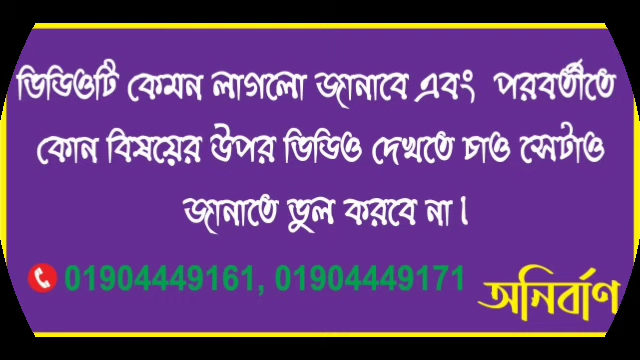 ভিডিওটি কেমন লাগলো জানাবে এবং পরবর্তীতে
কোন বিষয়ের উপর ভিডিও দেখতে চাও সেটাও
জানাতে ভুল করবে না।
01904449161, 01904449171
অনির্বাণ